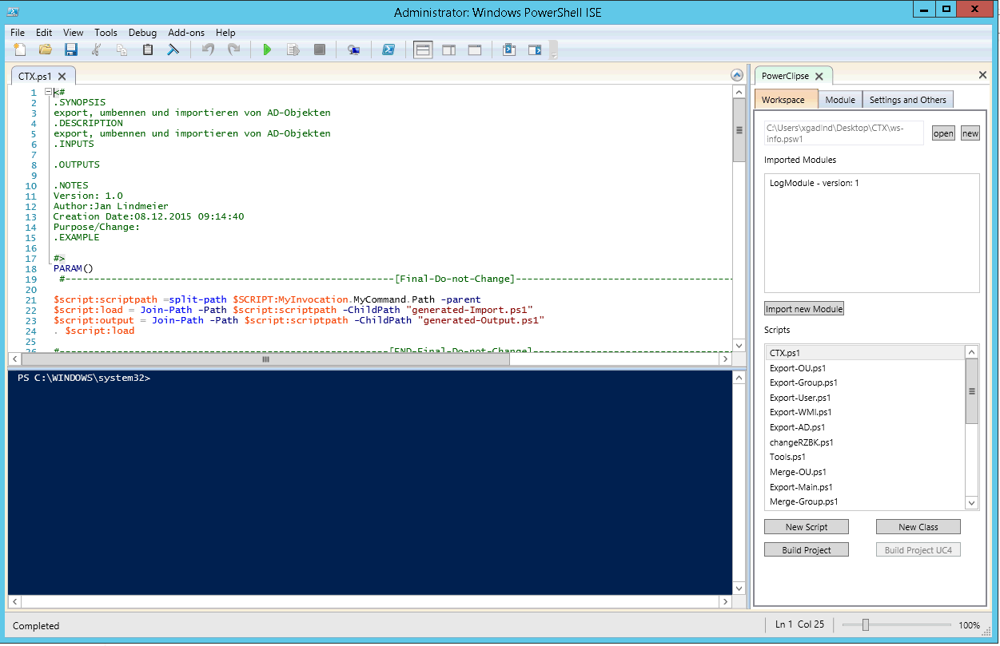 Administrator: Windows PowerShell ISE
File Edit View Tools Debug Add-ons Help
CTX.ps1
1 <#
2 .SYNOPSIS
3 export, umbennen und importieren von AD-Objekten
4 .DESCRIPTION
5 export, umbennen und importieren von AD-Objekten
6 .INPUTS
7
8 .OUTPUTS
9
10 .NOTES
11 Version: 1.0
12 Author:Jan Lindmeier
13 Creation Date:08.12.2015 09:14:40
14 Purpose/Change:
15 .EXAMPLE
16
17 #>
18 PARAM()
19 #---------------------------------------------------------[Final-Do-not-Change]--------------------------------------
20
21 $script:scriptpath =split-path $SCRIPT:MyInvocation.MyCommand.Path -parent
22 $script:load = Join-Path -Path $script:scriptpath -ChildPath "generated-Import.ps1"
23 $script:output = Join-Path -Path $script:scriptpath -ChildPath "generated-Output.ps1"
24 . $script:load
25
26 #---------------------------------------------------------[END-Final-Do-not-Change]-----------------------------------
PS C:\WINDOWS\system32>
PowerClipse
Workspace Module Settings and Others
C:\Users\xgadlnd\Desktop\CTX\ws-
info.psw1
open new
Imported Modules
LogModule - version: 1
Import new Module
Scripts
CTX.ps1
Export-OU.ps1
Export-Group.ps1
Export-User.ps1
Export-WMI.ps1
Export-AD.ps1
changeRZBK.ps1
Tools.ps1
Merge-OU.ps1
Export-Main.ps1
Merge-Group.ps1
New Script New Class
Build Project Build Project UC4
Completed
Ln 1 Col 25
100%